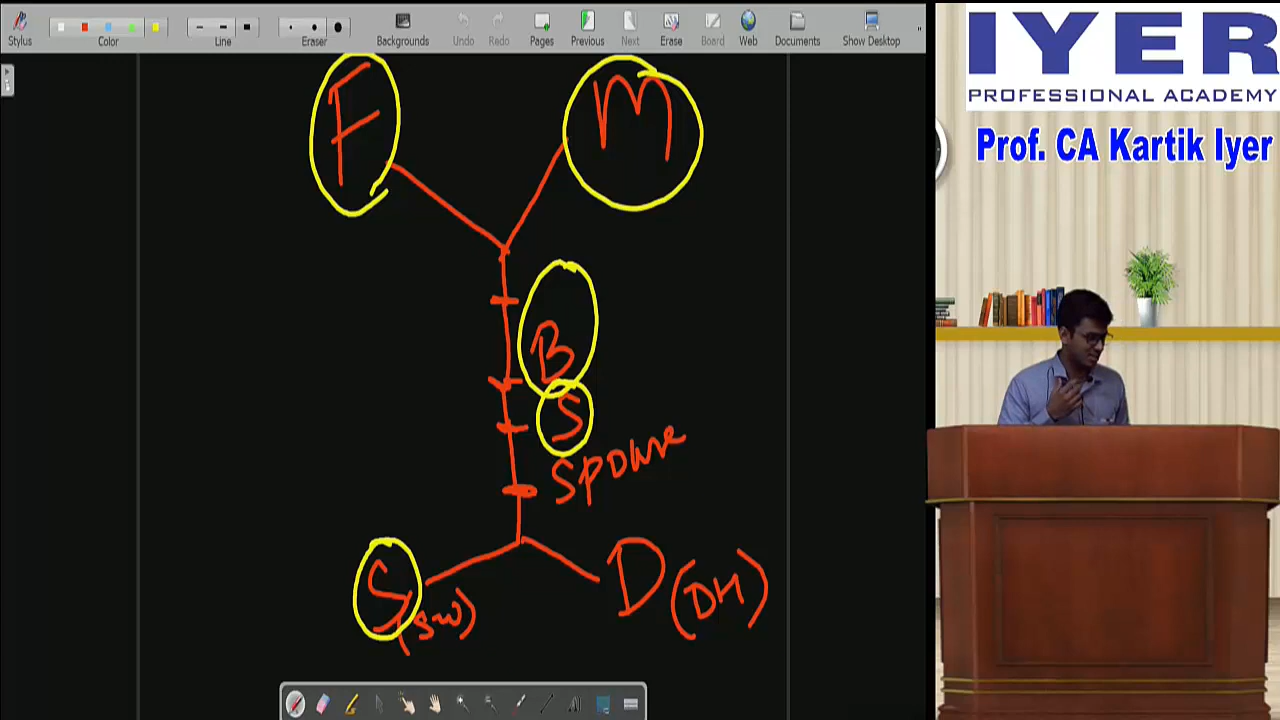 Stylus
Color
Line
Eraser
Backgrounds
Undo
Redo
Pages
Previous
Next
Erase
Board
Web
Documents
Show Desktop
IYER
PROFESSIONAL ACADEMY
Prof. CA Kartik Iyer
F
M
B
S
Spouse
S (SW)
D (DH)